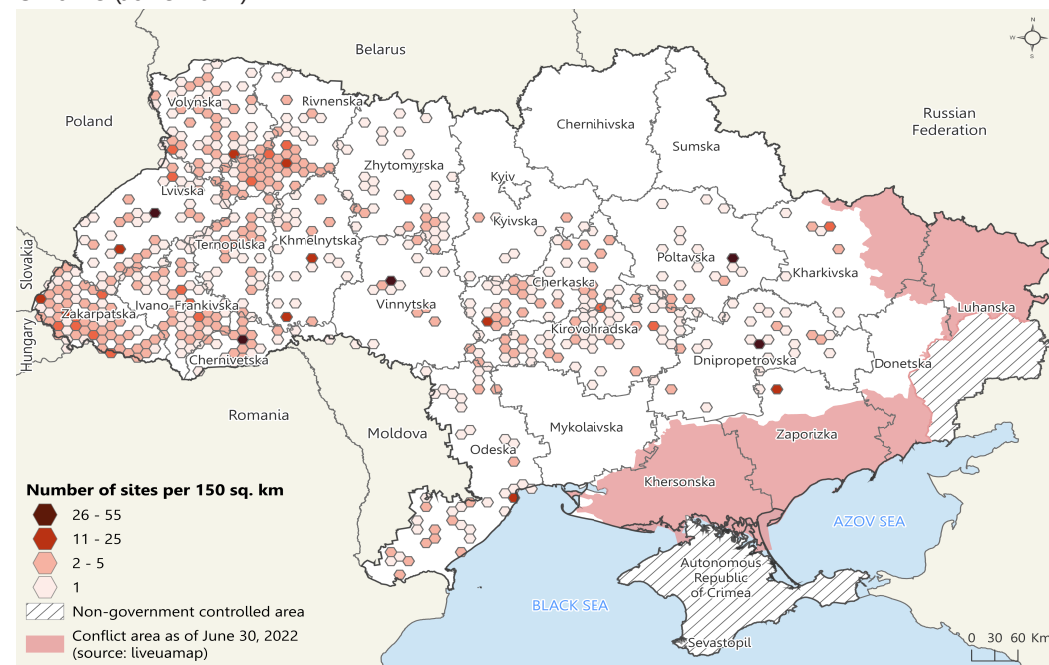 Belarus
Poland
Russian
Federation
Slovakia
Hungary
Romania
Moldova
Volynska
Rivnenska
Zhytomyrska
Chernihivska
Sumska
Kyiv
Kyivska
Lvivska
Ternopilska
Khmelnytska
Vinnytska
Cherkaska
Poltavska
Kharkivska
Luhanska
Zakarpatska
Ivano-Frankivska
Chernivetska
Kirovohradska
Dnipropetrovska
Donetska
Odeska
Mykolaivska
Zaporizka
Khersonska
AZOV SEA
BLACK SEA
Autonomous
Republic
of Crimea
Sevastopil
N
W
S
Number of sites per 150 sq. km
26 - 55
11 - 25
2 - 5
1
Non-government controlled area
Conflict area as of June 30, 2022
(source: liveuamap)
0 30 60 Km